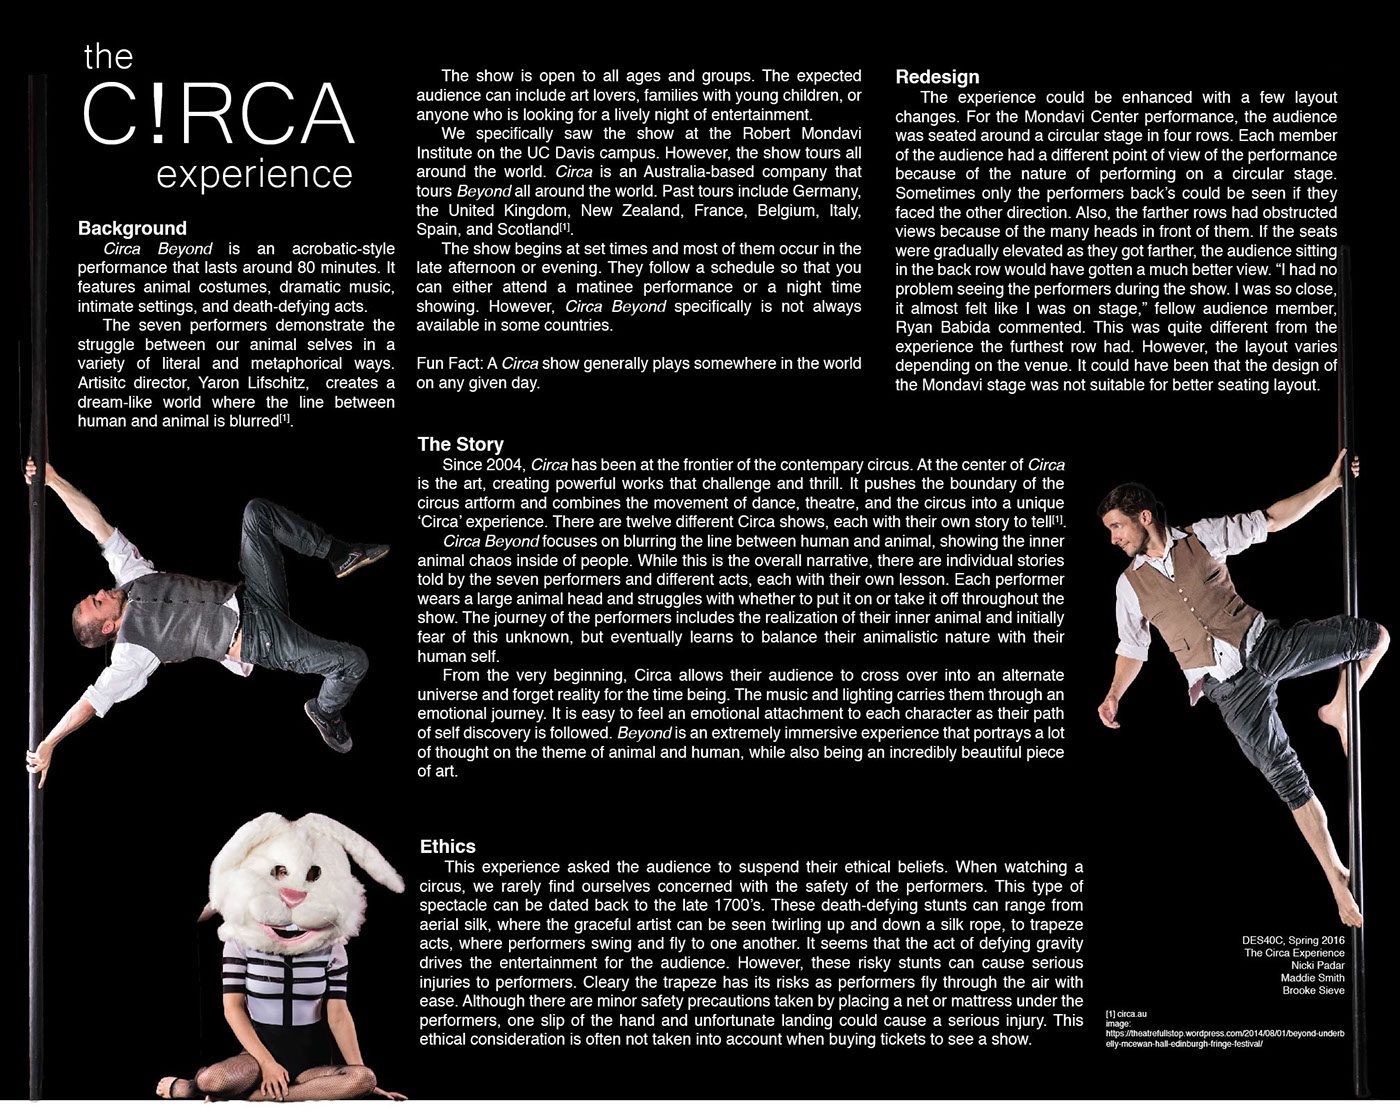 the
C!RCA
experience
Background
Circa Beyond is an acrobatic-style
performance that lasts around 80 minutes. It
features animal costumes, dramatic music,
intimate settings, and death-defying acts.
The seven performers demonstrate the
struggle between our animal selves in a
variety of literal and metaphorical ways.
Artisitc director, Yaron Lifschitz, creates a
dream-like world where the line between
human and animal is blurred[1].
The show is open to all ages and groups. The expected
audience can include art lovers, families with young children, or
anyone who is looking for a lively night of entertainment.
We specifically saw the show at the Robert Mondavi
Institute on the UC Davis campus. However, the show tours all
around the world. Circa is an Australia-based company that
tours Beyond all around the world. Past tours include Germany,
the United Kingdom, New Zealand, France, Belgium, Italy,
Spain, and Scotland[1].
The show begins at set times and most of them occur in the
late afternoon or evening. They follow a schedule so that you
can either attend a matinee performance or a night time
showing. However, Circa Beyond specifically is not always
available in some countries.
Fun Fact: A Circa show generally plays somewhere in the world
on any given day.
Redesign
The experience could be enhanced with a few layout
changes. For the Mondavi Center performance, the audience
was seated around a circular stage in four rows. Each member
of the audience had a different point of view of the performance
because of the nature of performing on a circular stage.
Sometimes only the performers back's could be seen if they
faced the other direction. Also, the farther rows had obstructed
views because of the many heads in front of them. If the seats
were gradually elevated as they got farther, the audience sitting
in the back row would have gotten a much better view. “I had no
problem seeing the performers during the show. I was so close,
it almost felt like I was on stage,” fellow audience member,
Ryan Babida commented. This was quite different from the
experience the furthest row had. However, the layout varies
depending on the venue. It could have been that the design of
the Mondavi stage was not suitable for better seating layout.
The Story
Since 2004, Circa has been at the frontier of the contempary circus. At the center of Circa
is the art, creating powerful works that challenge and thrill. It pushes the boundary of the
circus artform and combines the movement of dance, theatre, and the circus into a unique
‘Circa’ experience. There are twelve different Circa shows, each with their own story to tell[1].
Circa Beyond focuses on blurring the line between human and animal, showing the inner
animal chaos inside of people. While this is the overall narrative, there are individual stories
told by the seven performers and different acts, each with their own lesson. Each performer
wears a large animal head and struggles with whether to put it on or take it off throughout the
show. The journey of the performers includes the realization of their inner animal and initially
fear of this unknown, but eventually learns to balance their animalistic nature with their
human self.
From the very beginning, Circa allows their audience to cross over into an alternate
universe and forget reality for the time being. The music and lighting carries them through an
emotional journey. It is easy to feel an emotional attachment to each character as their path
of self discovery is followed. Beyond is an extremely immersive experience that portrays a lot
of thought on the theme of animal and human, while also being an incredibly beautiful piece
of art.
Ethics
This experience asked the audience to suspend their ethical beliefs. When watching a
circus, we rarely find ourselves concerned with the safety of the performers. This type of
spectacle can be dated back to the late 1700's. These death-defying stunts can range from
aerial silk, where the graceful artist can be seen twirling up and down a silk rope, to trapeze
acts, where performers swing and fly to one another. It seems that the act of defying gravity
drives the entertainment for the audience. However, these risky stunts can cause serious
injuries to performers. Cleary the trapeze has its risks as performers fly through the air with
ease. Although there are minor safety precautions taken by placing a net or mattress under the
performers, one slip of the hand and unfortunate landing could cause a serious injury. This
ethical consideration is often not taken into account when buying tickets to see a show.
DES40C, Spring 2016
The Circa Experience
Nicki Padar
Maddie Smith
Brooke Sieve
[1] circa.au
image:
https://theatrefullstop.wordpress.com/2014/08/01/beyond-underb
elly-mcewan-hall-edinburgh-fringe-festival/